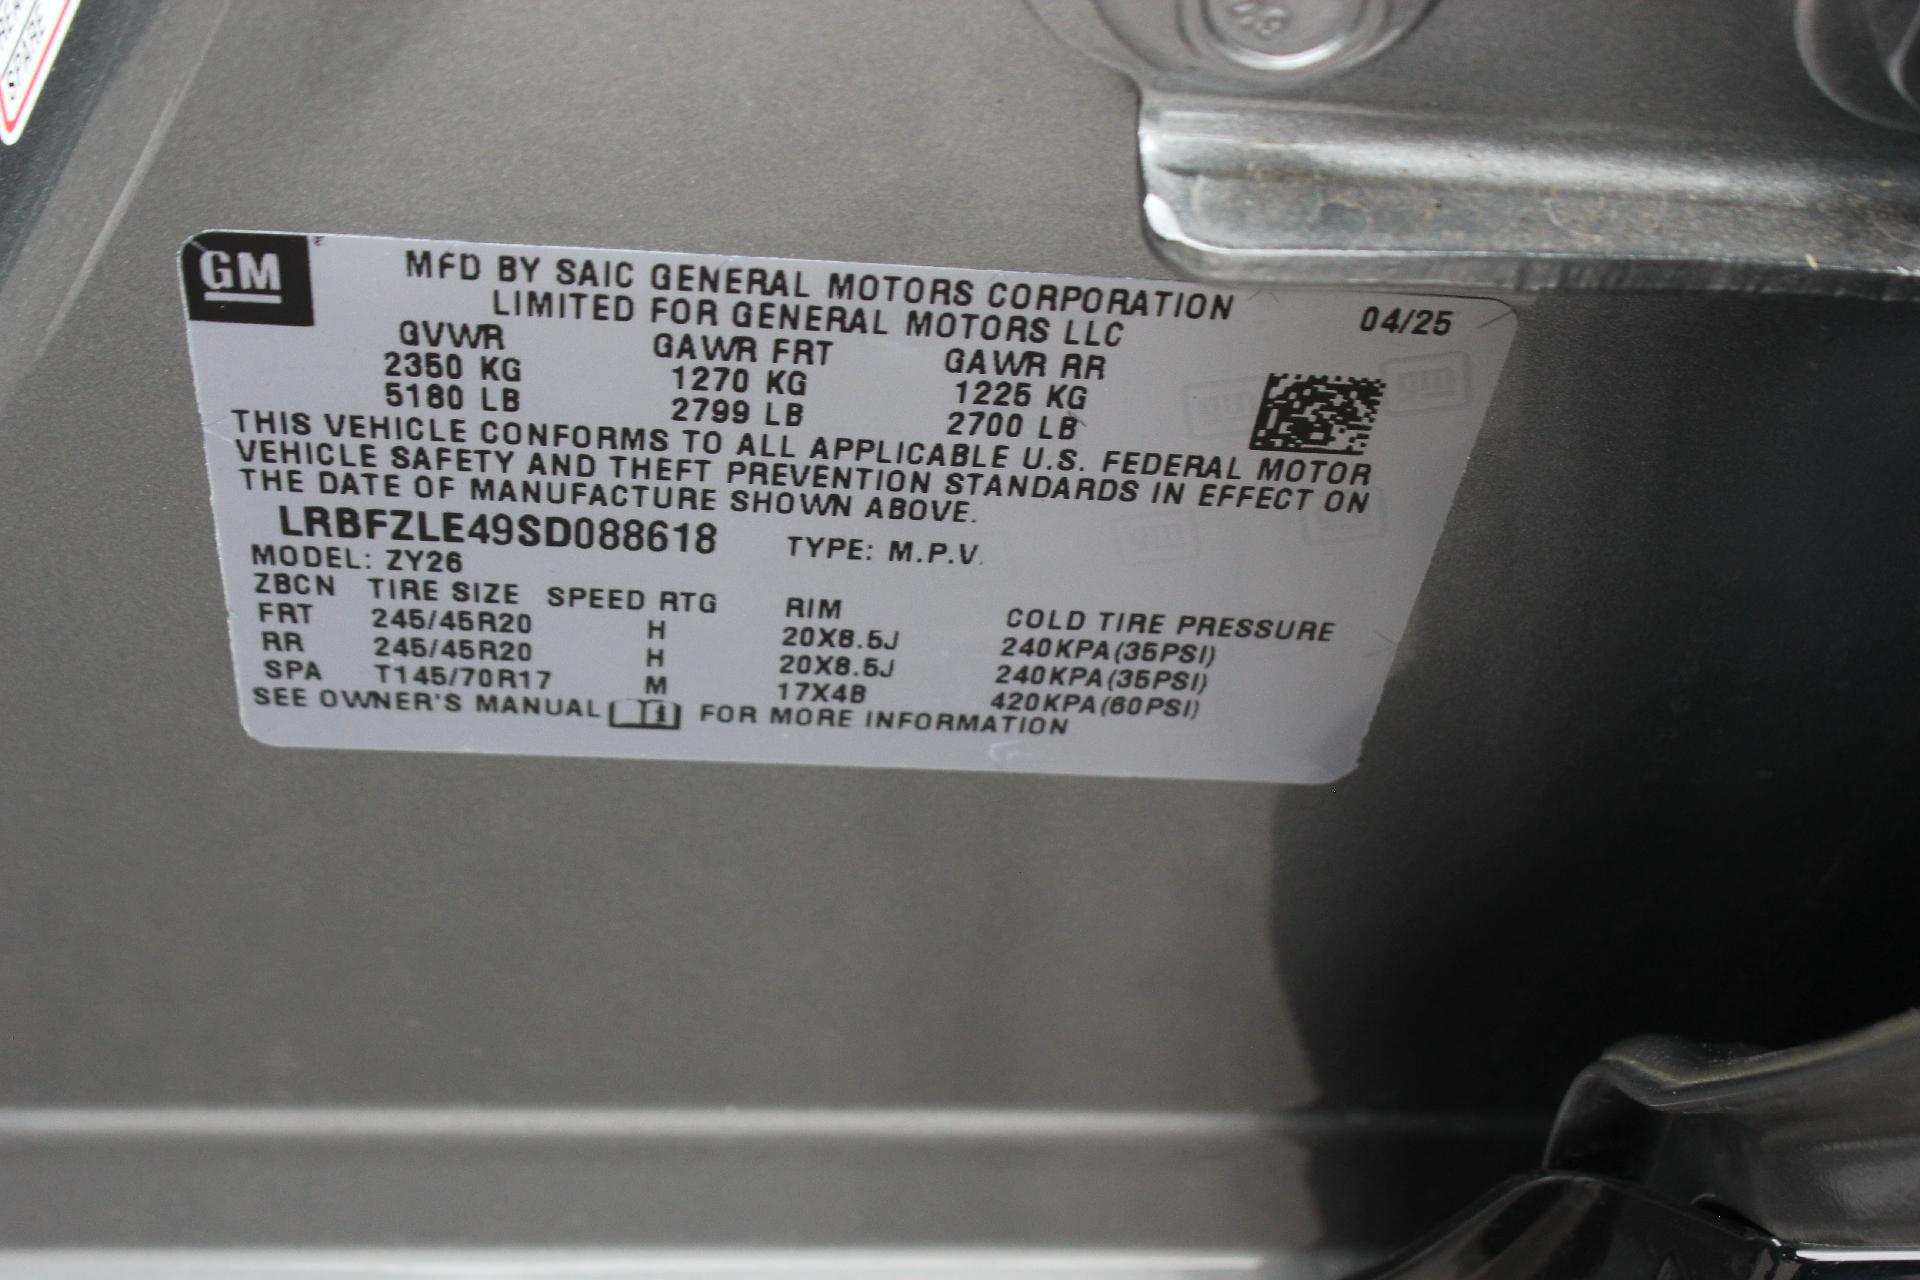 GM
MFD BY SAIC GENERAL MOTORS CORPORATION
LIMITED FOR GENERAL MOTORS LLC
04/25
GVWR GAWR FRT GAWR RR
2350 KG 1270 KG 1225 KG
5180 LB 2799 LB 2700 LB
THIS VEHICLE CONFORMS TO ALL APPLICABLE U.S. FEDERAL MOTOR
VEHICLE SAFETY AND THEFT PREVENTION STANDARDS IN EFFECT ON
THE DATE OF MANUFACTURE SHOWN ABOVE.
LRBFZLE49SD088618 TYPE: M.P.V.
MODEL: ZY26
ZBCN TIRE SIZE SPEED RTG RIM COLD TIRE PRESSURE
FRT 245/45R20 H 20X8.5J 240KPA(35PSI)
RR 245/45R20 H 20X8.5J 240KPA(35PSI)
SPA T145/70R17 M 17X4B 420KPA(60PSI)
SEE OWNER'S MANUAL FOR MORE INFORMATION
SPARE